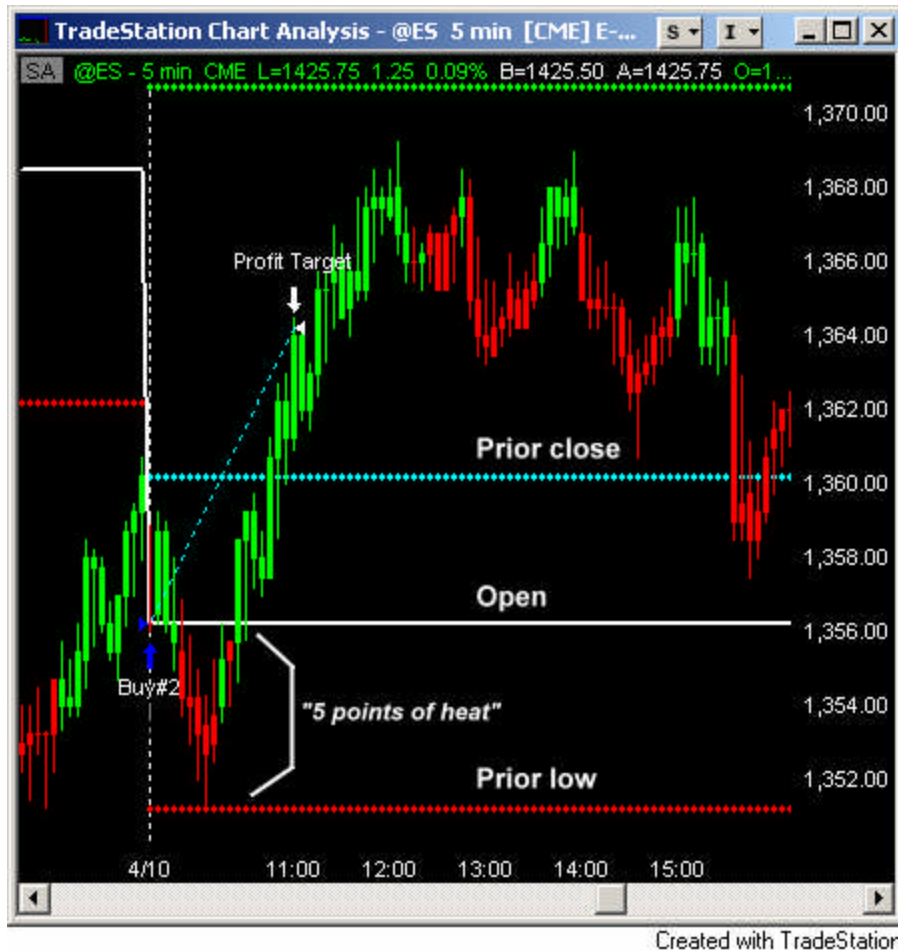 TradeStation Chart Analysis - @ES 5 min [CME] E-...
S
I
SA @ES - 5 min CME L=1425.75 1.25 0.09% B=1425.50 A=1425.75 O=1...
1,370.00
1,368.00
Profit Target
1,366.00
1,364.00
1,362.00
Prior close
1,360.00
1,358.00
Open
1,356.00
Buy#2
"5 points of heat"
1,354.00
Prior low
1,352.00
4/10 11:00 12:00 13:00 14:00 15:00
Created with TradeStation